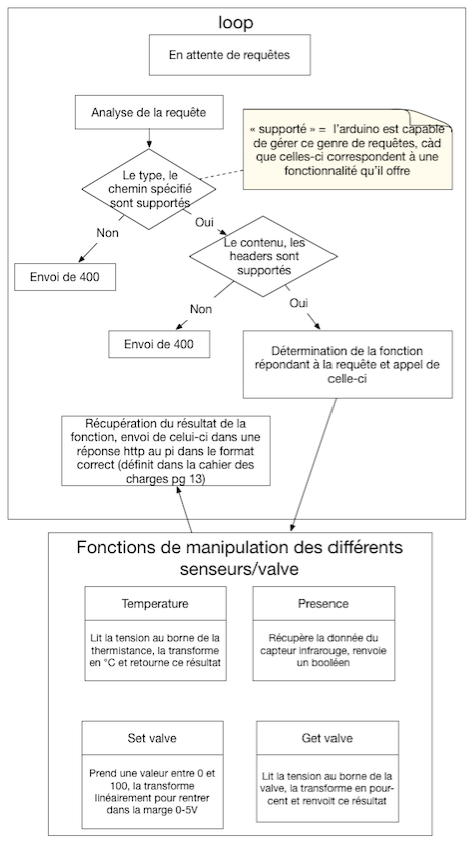 loop
En attente de requêtes
Analyse de la requête
« supporté » = l'arduino est capable
de gérer ce genre de requêtes, càd
que celles-ci correspondent à une
fonctionnalité qu'il offre
Le type, le
chemin spécifié
sont supportés
Non
Oui
Envoi de 400
Le contenu, les
headers sont
supportés
Non
Oui
Envoi de 400
Détermination de la fonction
répondant à la requête et appel de
celle-ci
Récupération du résultat de la
fonction, envoi de celui-ci dans une
réponse http au pi dans le format
correct (définit dans la cahier des
charges pg 13)
Fonctions de manipulation des différents
senseurs/valve
Temperature
Lit la tension au borne de la
thermistance, la transforme
en °C et retourne ce résultat
Presence
Récupère la donnée du
capteur infrarouge, renvoie
un booléen
Set valve
Prend une valeur entre 0 et
100, la transforme
linéairement pour rentrer
dans la marge 0-5V
Get valve
Lit la tension au borne de la
valve, la transforme en pour-
cent et renvoit ce résultat